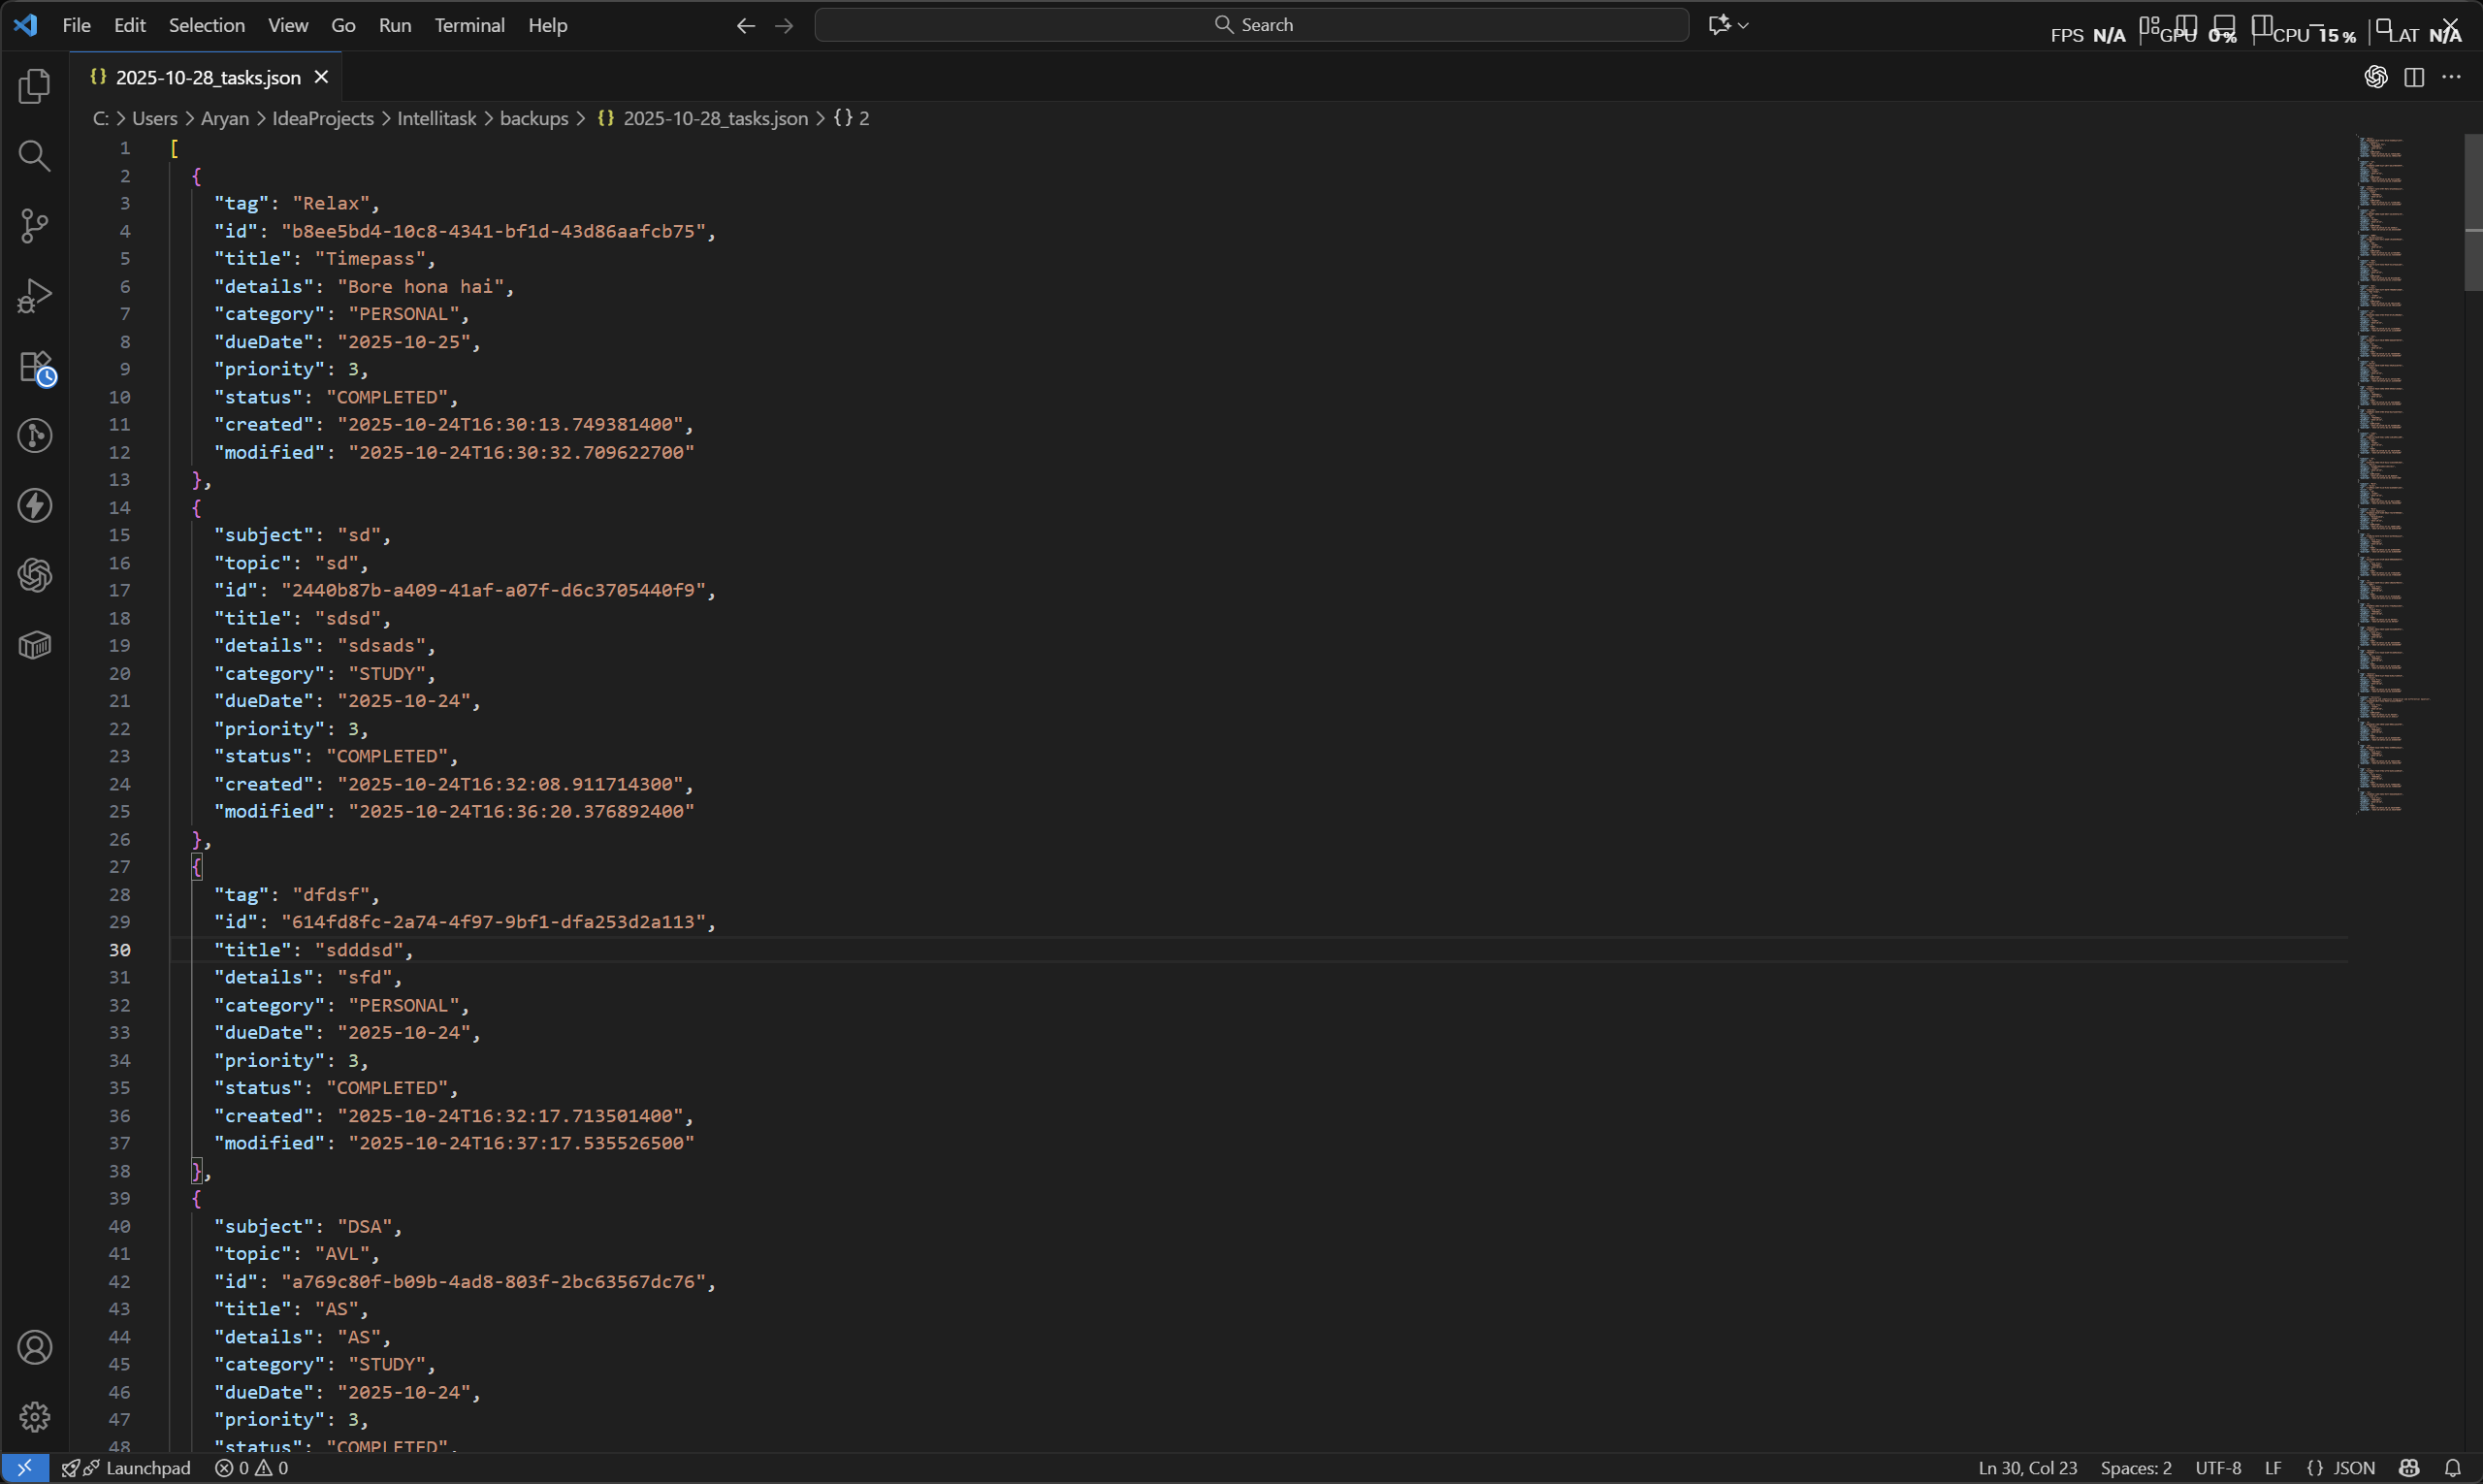 File Edit Selection View Go Run Terminal Help
Search
FPS N/A GPU 0% CPU 15% LAT N/A
{} 2025-10-28_tasks.json
C: > Users > Aryan > IdeaProjects > Intellitask > backups > {} 2025-10-28_tasks.json > {} 2
1 [
2 {
3 "tag": "Relax",
4 "id": "b8ee5bd4-10c8-4341-bf1d-43d86aafcb75",
5 "title": "Timepass",
6 "details": "Bore hona hai",
7 "category": "PERSONAL",
8 "dueDate": "2025-10-25",
9 "priority": 3,
10 "status": "COMPLETED",
11 "created": "2025-10-24T16:30:13.749381400",
12 "modified": "2025-10-24T16:30:32.709622700"
13 },
14 {
15 "subject": "sd",
16 "topic": "sd",
17 "id": "2440b87b-a409-41af-a07f-d6c3705440f9",
18 "title": "sdsd",
19 "details": "sdsads",
20 "category": "STUDY",
21 "dueDate": "2025-10-24",
22 "priority": 3,
23 "status": "COMPLETED",
24 "created": "2025-10-24T16:32:08.911714300",
25 "modified": "2025-10-24T16:36:20.376892400"
26 },
27 {
28 "tag": "dfdsf",
29 "id": "614fd8fc-2a74-4f97-9bf1-dfa253d2a113",
30 "title": "sdddsd",
31 "details": "sfd",
32 "category": "PERSONAL",
33 "dueDate": "2025-10-24",
34 "priority": 3,
35 "status": "COMPLETED",
36 "created": "2025-10-24T16:32:17.713501400",
37 "modified": "2025-10-24T16:37:17.535526500"
38 },
39 {
40 "subject": "DSA",
41 "topic": "AVL",
42 "id": "a769c80f-b09b-4ad8-803f-2bc63567dc76",
43 "title": "AS",
44 "details": "AS",
45 "category": "STUDY",
46 "dueDate": "2025-10-24",
47 "priority": 3,
48 "status": "COMPLETED",
Launchpad 0 0 Ln 30, Col 23 Spaces: 2 UTF-8 LF {} JSON